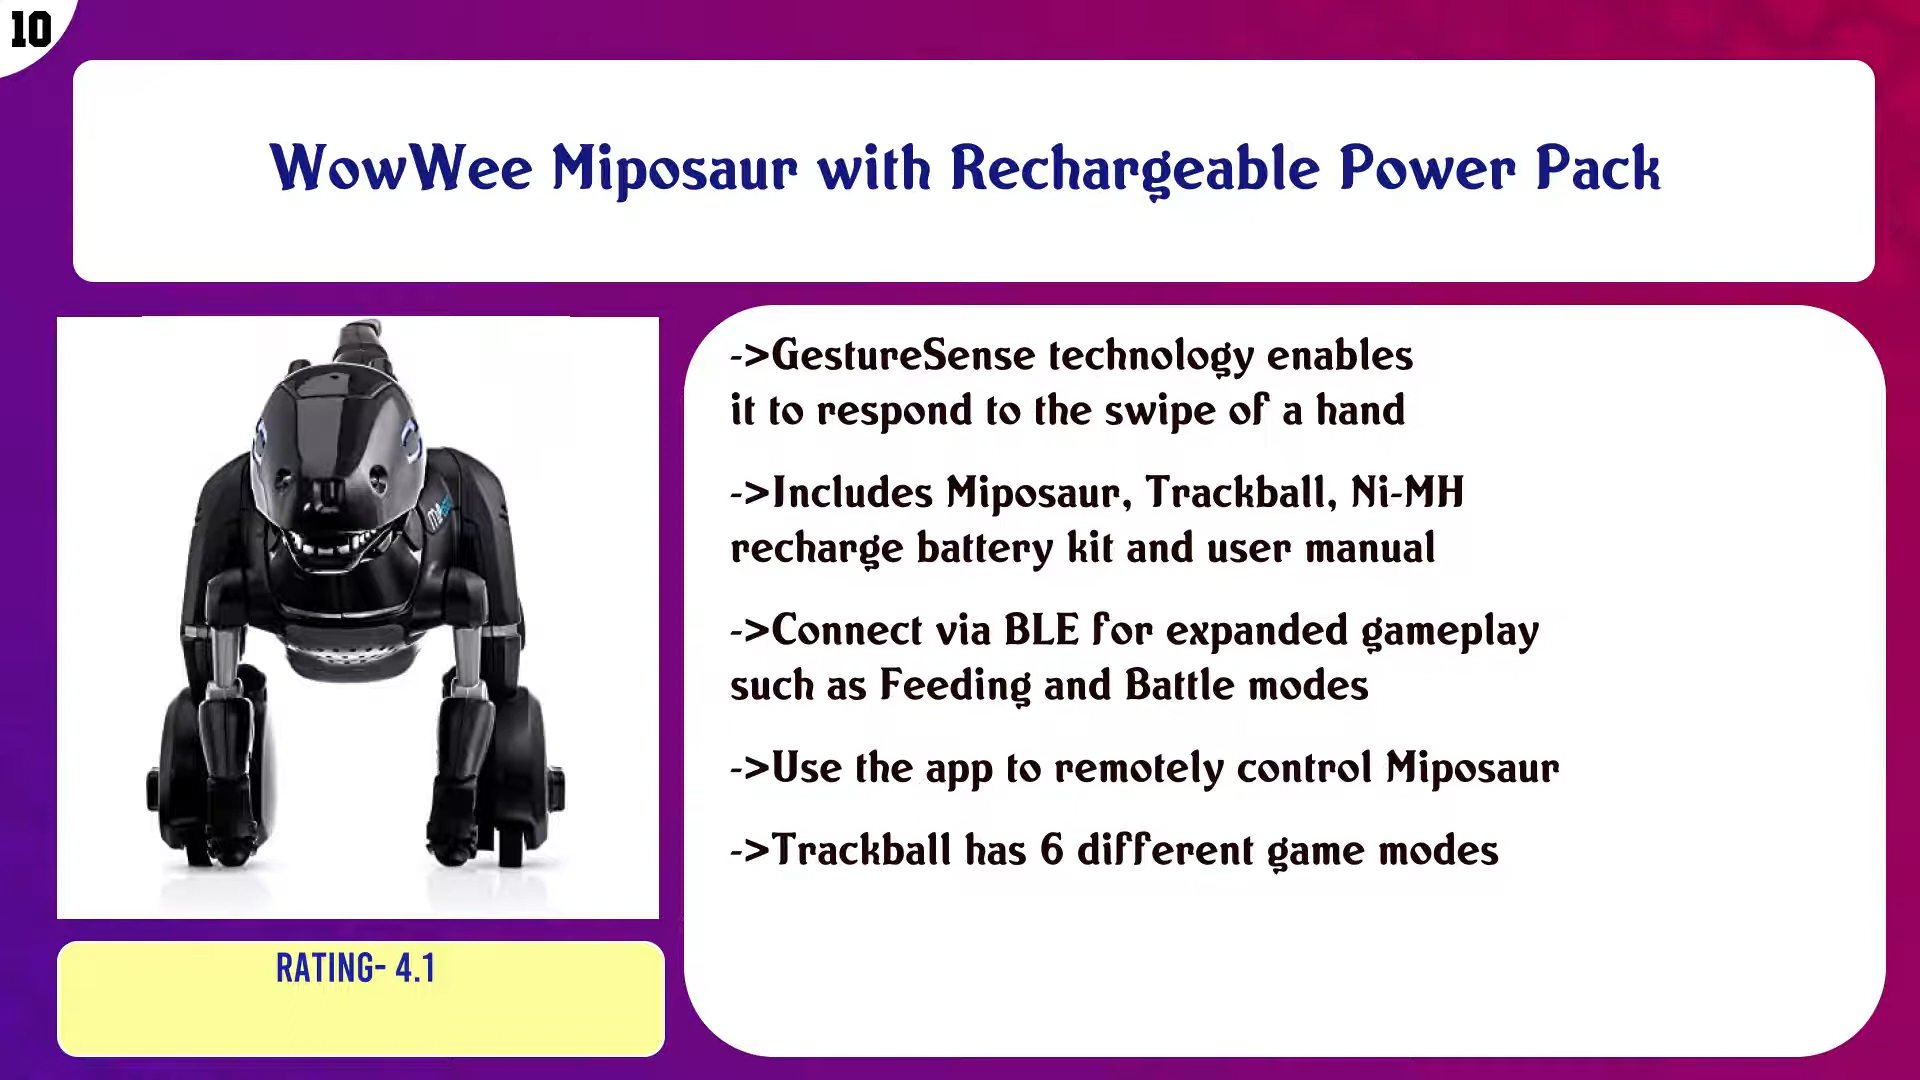 10
WowWee Miposaur with Rechargeable Power Pack
->GestureSense technology enables
it to respond to the swipe of a hand
->Includes Miposaur, Trackball, Ni-MH
recharge battery kit and user manual
->Connect via BLE for expanded gameplay
such as Feeding and Battle modes
->Use the app to remotely control Miposaur
->Trackball has 6 different game modes
RATING- 4.1